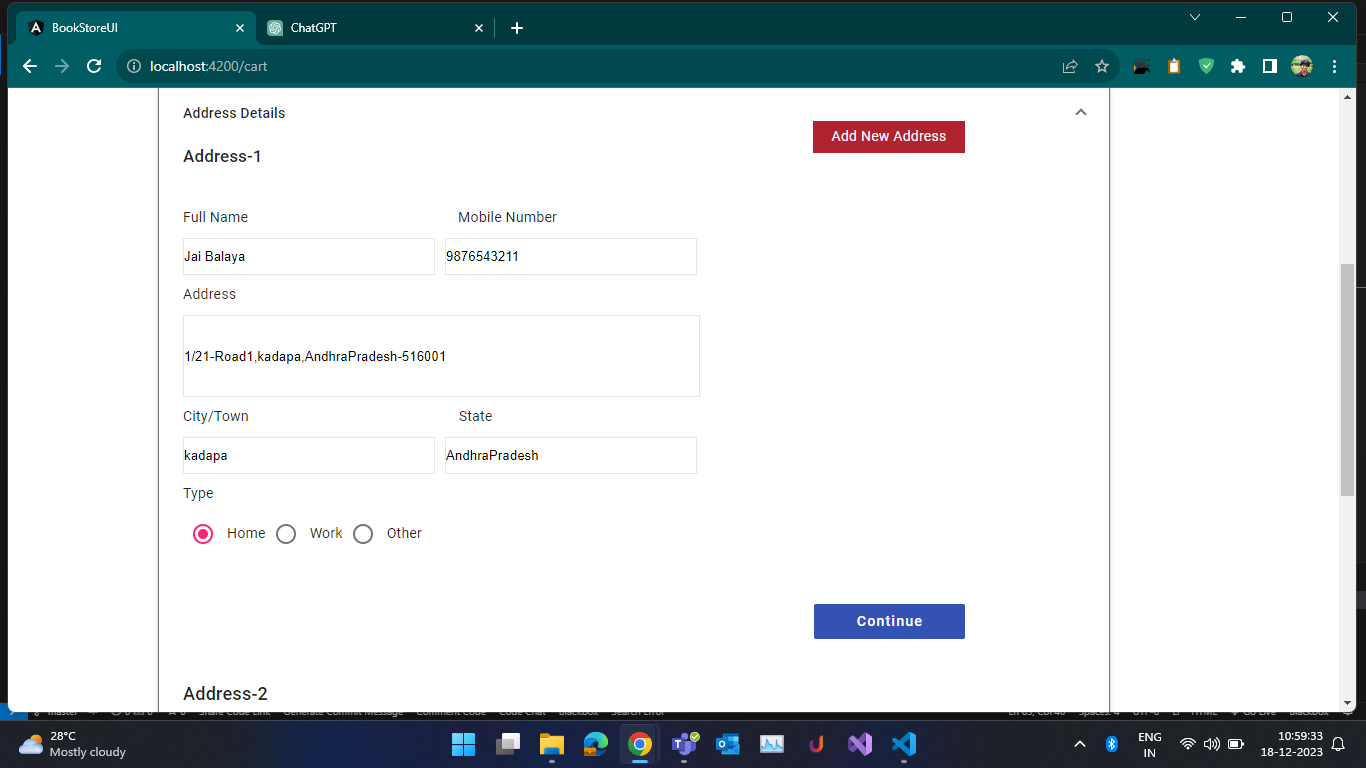 BookStoreUI
ChatGPT
localhost:4200/cart
Address Details
Add New Address
Address-1
Full Name Mobile Number
Jai Balaya 9876543211
Address
1/21-Road1,kadapa,AndhraPradesh-516001
City/Town State
kadapa AndhraPradesh
Type
Home Work Other
Continue
Address-2
28°C
Mostly cloudy
ENG
IN
10:59:33
18-12-2023